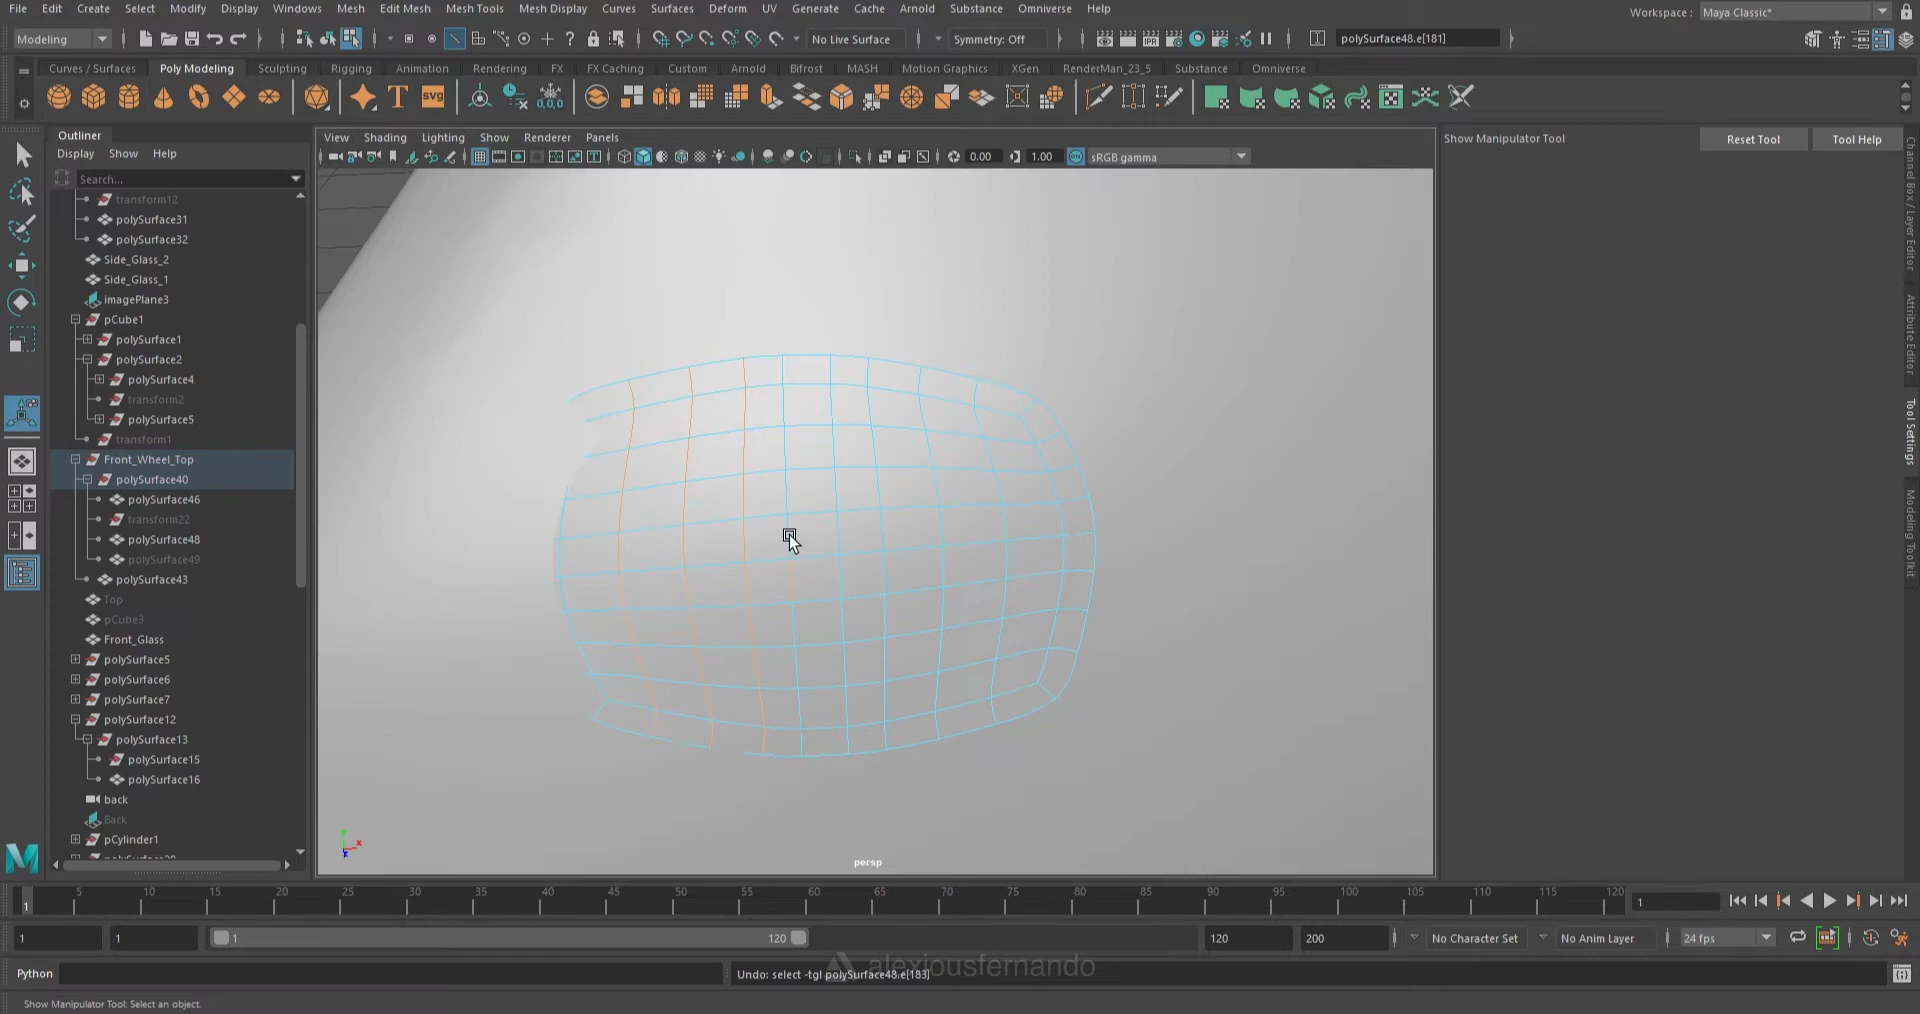 File Edit Create Select Modify Display Windows Mesh Edit Mesh Mesh Tools Mesh Display Curves Surfaces Deform UV Generate Cache Arnold Substance Omniverse Help
Workspace : Maya Classic*
Modeling No Live Surface Symmetry: Off polySurface48.e[181]
Curves / Surfaces Poly Modeling Sculpting Rigging Animation Rendering FX FX Caching Custom Arnold Bifrost MASH Motion Graphics XGen RenderMan_23_5 Substance Omniverse
T SVG 0,0,0
Outliner
Display Show Help
Search...
transform12
polySurface31
polySurface32
Side_Glass_2
Side_Glass_1
imagePlane3
pCube1
polySurface1
polySurface2
polySurface4
transform2
polySurface5
transform1
Front_Wheel_Top
polySurface40
polySurface46
transform22
polySurface48
polySurface49
polySurface43
Top
pCube3
Front_Glass
polySurface5
polySurface6
polySurface7
polySurface12
polySurface13
polySurface15
polySurface16
back
Back
pCylinder1
View Shading Lighting Show Renderer Panels
0.00 1.00 sRGB gamma
persp
Show Manipulator Tool Reset Tool Tool Help
Channel Box / Layer Editor
Attribute Editor
Tool Settings
Modeling Toolkit
5 10 15 20 25 30 35 40 45 50 55 60 65 70 75 80 85 90 95 100 105 110 115 120
1 1
1 1 1 120 120 200 No Character Set No Anim Layer 24 fps
alexiousfernando
Python Undo: select -tgl polySurface48.e[183]
Show Manipulator Tool: Select an object.